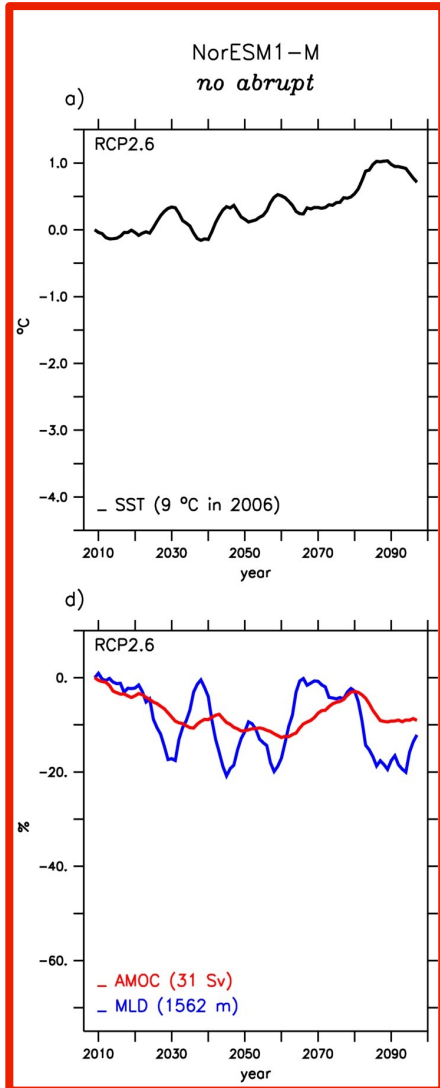 NorESM1-M
no abrupt
a)
RCP2.6
1.0
0.0
-1.0
-2.0
-3.0
-4.0
°C
SST (9 °C in 2006)
2010 2030 2050 2070 2090
year
d)
RCP2.6
0.
-20.
-40.
-60.
%
AMOC (31 Sv)
MLD (1562 m)
2010 2030 2050 2070 2090
year